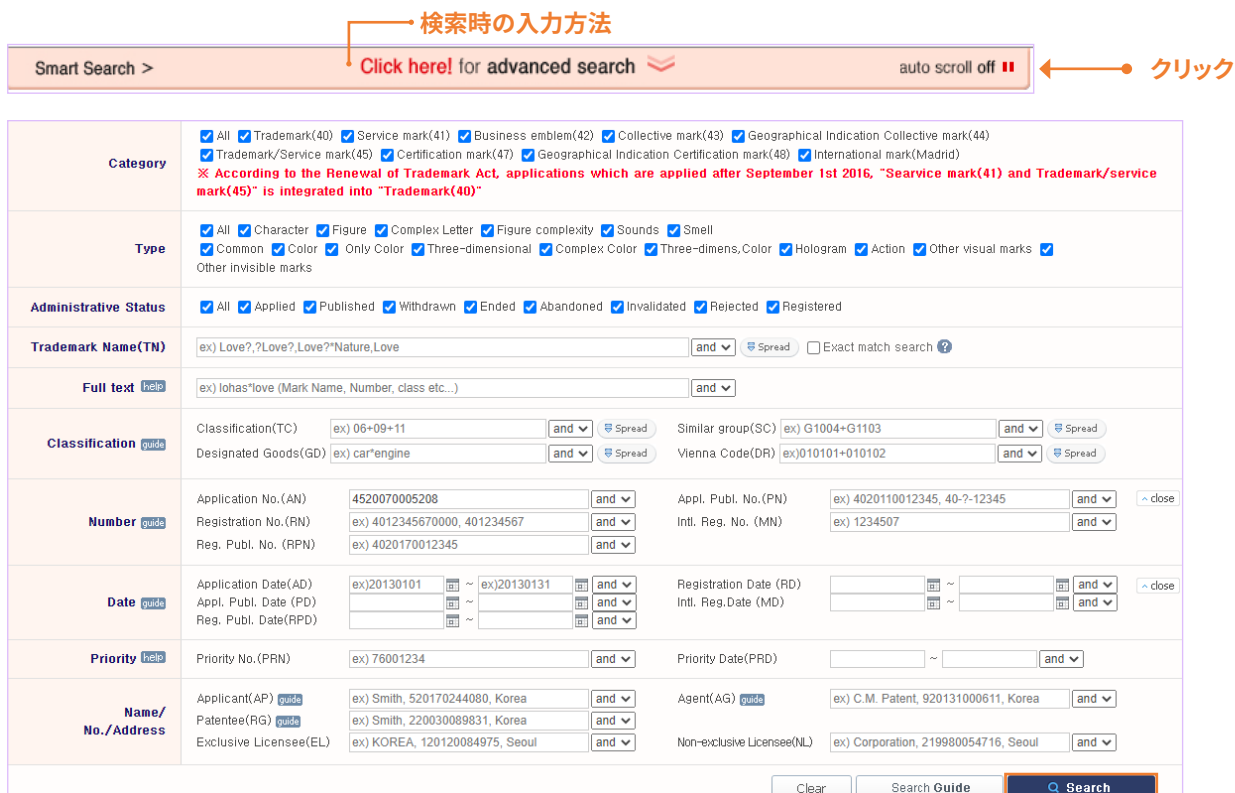 検索時の入力方法
Smart Search > Click here! for advanced search auto scroll off
クリック
Category
All Trademark(40) Service mark(41) Business emblem(42) Collective mark(43) Geographical Indication Collective mark(44)
Trademark/Service mark(45) Certification mark(47) Geographical Indication Certification mark(48) International mark(Madrid)
※ According to the Renewal of Trademark Act, applications which are applied after September 1st 2016, "Searvice mark(41) and Trademark/service
mark(45)" is integrated into "Trademark(40)"
Type
All Character Figure Complex Letter Figure complexity Sounds Smell
Common Color Only Color Three-dimensional Complex Color Three-dimens,Color Hologram Action Other visual marks
Other invisible marks
Administrative Status All Applied Published Withdrawn Ended Abandoned Invalidated Rejected Registered
Trademark Name(TN) ex) Love?,?Love?,Love?*Nature,Love and Spread Exact match search ?
Full text help ex) lohas*love (Mark Name, Number, class etc...) and
Classification guide
Classification(TC) ex) 06+09+11 and Spread Similar group(SC) ex) G1004+G1103 and Spread
Designated Goods(GD) ex) car*engine and Spread Vienna Code(DR) ex)010101+010102 and Spread
Number guide
Application No.(AN) 4520070005208 and Appl. Publ. No.(PN) ex) 4020110012345, 40-?-12345 and close
Registration No.(RN) ex) 4012345670000, 401234567 and Intl. Reg. No. (MN) ex) 1234507 and
Reg. Publ. No. (RPN) ex) 4020170012345 and
Date guide
Application Date(AD) ex)20130101 ~ ex)20130131 and Registration Date (RD) ~ and close
Appl. Publ. Date (PD) ~ and Intl. Reg.Date (MD) ~ and
Reg. Publ. Date(RPD) ~ and
Priority help Priority No.(PRN) ex) 76001234 and Priority Date(PRD) ~ and
Name/
No./Address
Applicant(AP) guide ex) Smith, 520170244080, Korea and Agent(AG) guide ex) C.M. Patent, 920131000611, Korea and
Patentee(RG) guide ex) Smith, 220030089831, Korea and
Exclusive Licensee(EL) ex) KOREA, 120120084975, Seoul and Non-exclusive Licensee(NL) ex) Corporation, 219980054716, Seoul and
Clear Search Guide Search